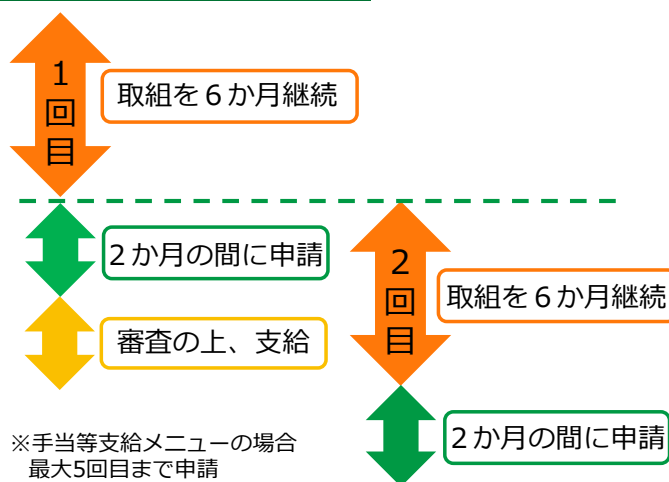 1回目
取組を６か月継続
２か月の間に申請
審査の上、支給
2回目
取組を６か月継続
２か月の間に申請
※手当等支給メニューの場合
最大5回目まで申請